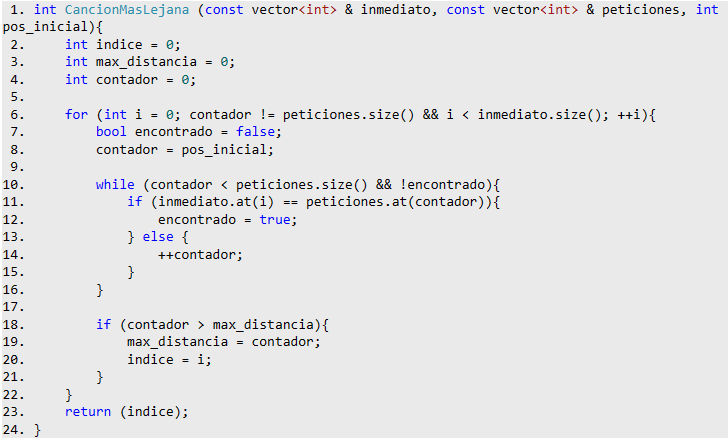 1. int CancionMasLejana (const vector<int> & inmediato, const vector<int> & peticiones, int
pos_inicial){
2. int indice = 0;
3. int max_distancia = 0;
4. int contador = 0;
5.
6. for (int i = 0; contador != peticiones.size() && i < inmediato.size(); ++i){
7. bool encontrado = false;
8. contador = pos_inicial;
9.
10. while (contador < peticiones.size() && !encontrado){
11. if (inmediato.at(i) == peticiones.at(contador)){
12. encontrado = true;
13. } else {
14. ++contador;
15. }
16. }
17.
18. if (contador > max_distancia){
19. max_distancia = contador;
20. indice = i;
21. }
22. }
23. return (indice);
24. }